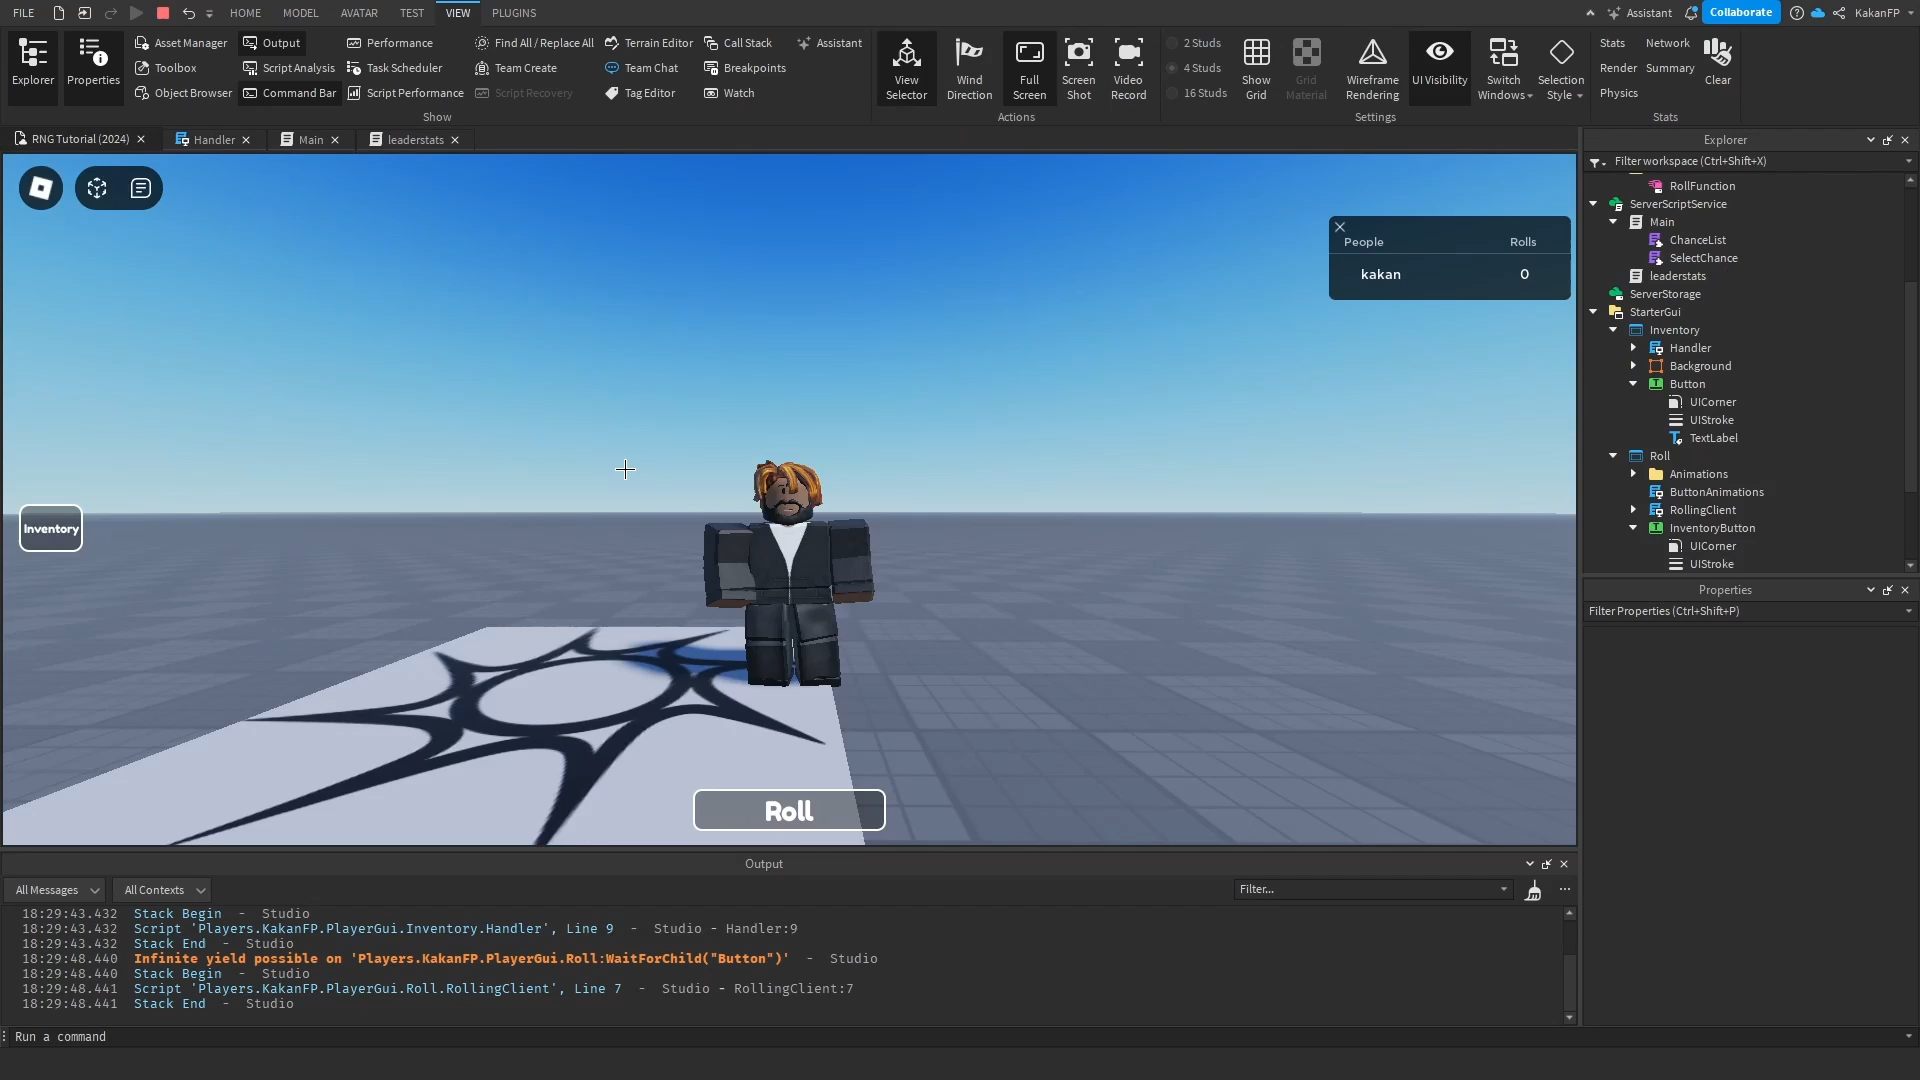 FILE HOME MODEL AVATAR TEST VIEW PLUGINS Assistant Collaborate KakanFP
Explorer
Properties
Asset Manager Output Performance Find All / Replace All Terrain Editor Call Stack Assistant
Toolbox Script Analysis Task Scheduler Team Create Team Chat Breakpoints
Object Browser Command Bar Script Performance Script Recovery Tag Editor Watch
Show
View
Selector
Wind
Direction
Full
Screen
Screen
Shot
Video
Record
Actions
2 Studs
4 Studs
16 Studs
Show
Grid
Grid
Material
Wireframe
Rendering
UI Visibility
Switch
Windows
Selection
Style
Settings
Stats Network
Render Summary
Physics
Clear
Stats
RNG Tutorial (2024) Handler Main leaderstats
People Rolls
kakan 0
Inventory
Roll
Explorer
Filter workspace (Ctrl+Shift+X)
RollFunction
ServerScriptService
Main
ChanceList
SelectChance
leaderstats
ServerStorage
StarterGui
Inventory
Handler
Background
Button
UICorner
UIStroke
TextLabel
Roll
Animations
ButtonAnimations
RollingClient
InventoryButton
UICorner
UIStroke
Properties
Filter Properties (Ctrl+Shift+P)
Output
All Messages All Contexts Filter...
18:29:43.432 Stack Begin - Studio
18:29:43.432 Script 'Players.KakanFP.PlayerGui.Inventory.Handler', Line 9 - Studio - Handler:9
18:29:43.432 Stack End - Studio
18:29:48.440 Infinite yield possible on 'Players.KakanFP.PlayerGui.Roll:WaitForChild("Button")' - Studio
18:29:48.440 Stack Begin - Studio
18:29:48.441 Script 'Players.KakanFP.PlayerGui.Roll.RollingClient', Line 7 - Studio - RollingClient:7
18:29:48.441 Stack End - Studio
Run a command